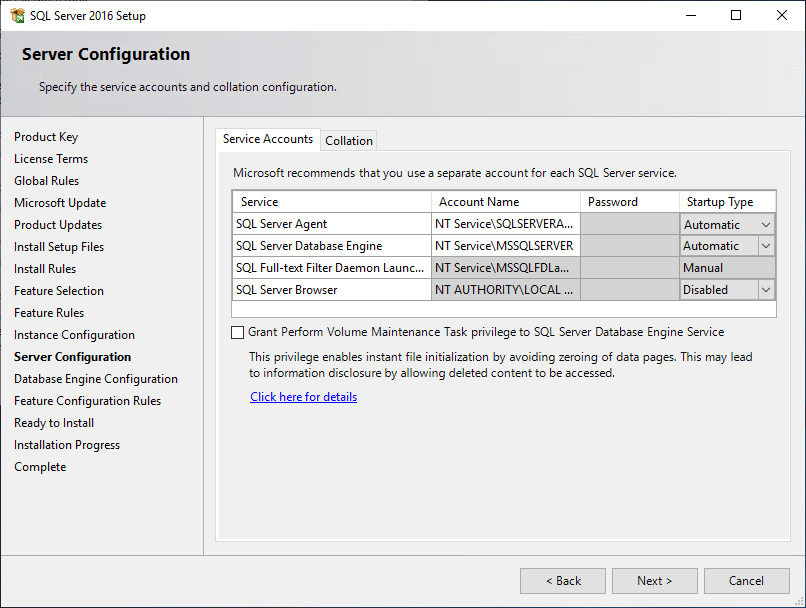 SQL Server 2016 Setup
Server Configuration
Specify the service accounts and collation configuration.
Product Key
License Terms
Global Rules
Microsoft Update
Product Updates
Install Setup Files
Install Rules
Feature Selection
Feature Rules
Instance Configuration
Server Configuration
Database Engine Configuration
Feature Configuration Rules
Ready to Install
Installation Progress
Complete
Service Accounts Collation
Microsoft recommends that you use a separate account for each SQL Server service.
Service Account Name Password Startup Type
SQL Server Agent NT Service\SQLSERVERA... Automatic
SQL Server Database Engine NT Service\MSSQLSERVER Automatic
SQL Full-text Filter Daemon Launc... NT Service\MSSQLFDLa... Manual
SQL Server Browser NT AUTHORITY\LOCAL ... Disabled
Grant Perform Volume Maintenance Task privilege to SQL Server Database Engine Service
This privilege enables instant file initialization by avoiding zeroing of data pages. This may lead
to information disclosure by allowing deleted content to be accessed.
Click here for details
< Back Next > Cancel